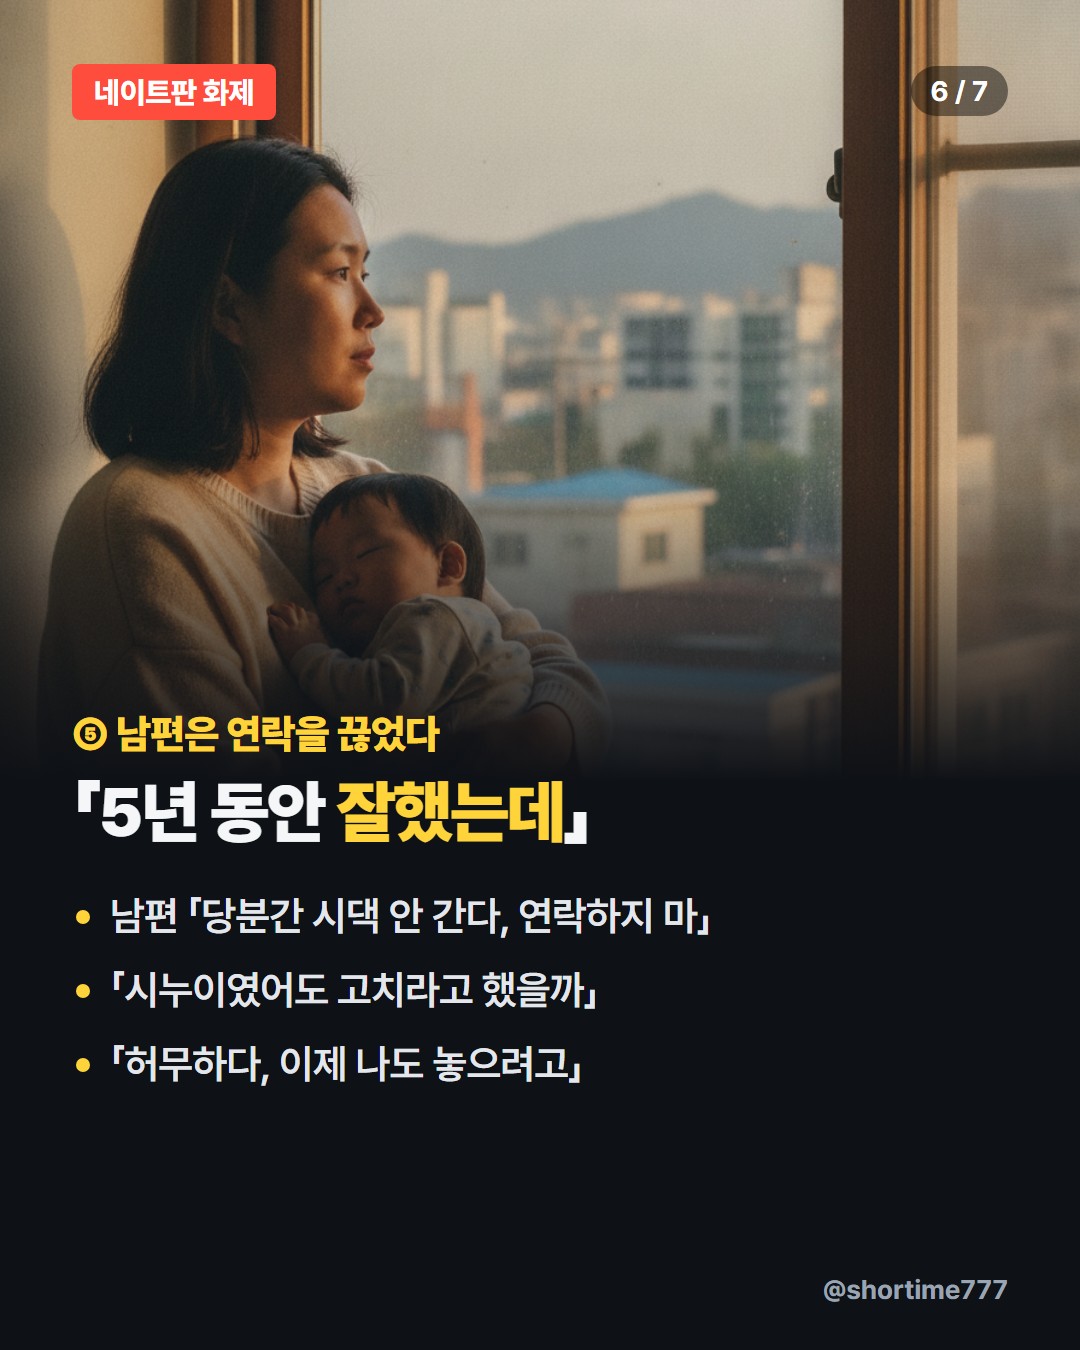 네이트판 화제
6 / 7
⑤ 남편은 연락을 끊었다
「5년 동안 잘했는데」
• 남편 「당분간 시댁 안 간다, 연락하지 마」
• 「시누이였어도 고치라고 했을까」
• 「허무하다, 이제 나도 놓으려고」
@shortime777